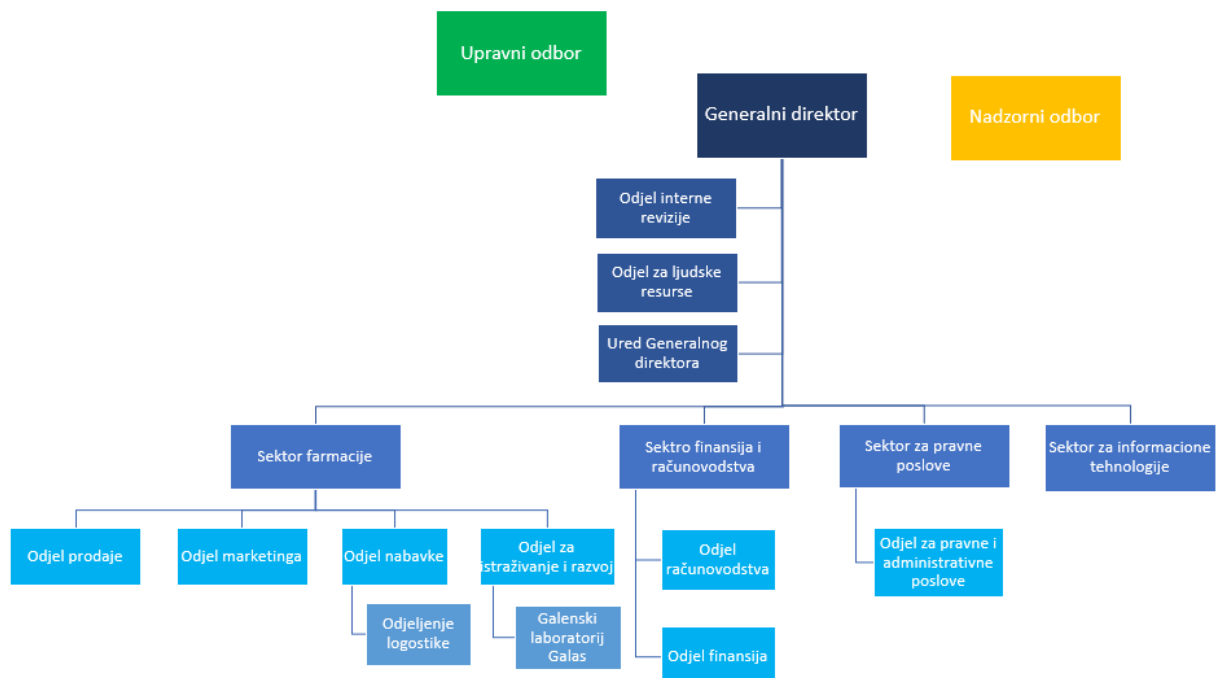 Upravni odbor
Generalni direktor
Nadzorni odbor
Odjel interne
revizije
Odjel za ljudske
resurse
Ured Generalnog
direktora
Sektor farmacije
Sektro finansija i
računovodstva
Sektor za pravne
poslove
Sektor za informacione
tehnologije
Odjel prodaje
Odjel marketinga
Odjel nabavke
Odjel za
istraživanje i razvoj
Odjel
računovodstva
Odjel za pravne i
administrativne
poslove
Odjeljenje
logostike
Galenski
laboratorij
Galas
Odjel finansija